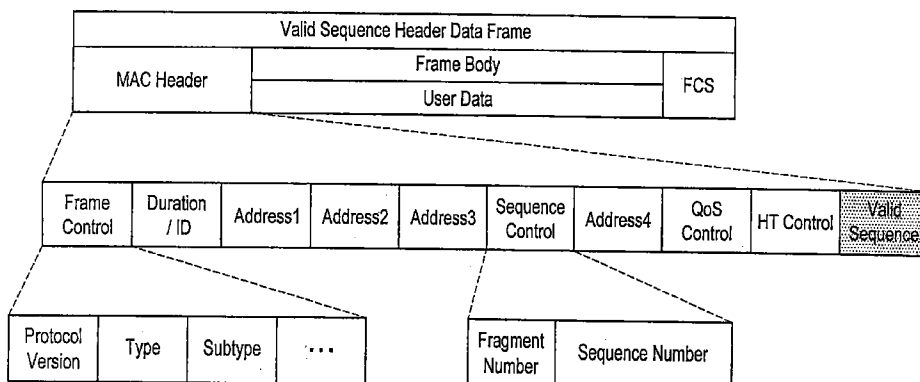 Valid Sequence Header Data Frame
MAC Header
Frame Body
User Data
FCS
Frame
Control
Duration
/ ID
Address1
Address2
Address3
Sequence
Control
Address4
QoS
Control
HT Control
Valid
Sequence
Protocol
Version
Type
Subtype
...
Fragment
Number
Sequence Number